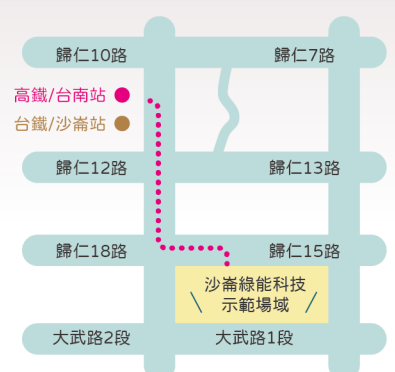 歸仁10路
歸仁7路
高鐵/台南站
台鐵/沙崙站
歸仁12路
歸仁13路
歸仁18路
歸仁15路
沙崙綠能科技
示範場域
大武路2段
大武路1段